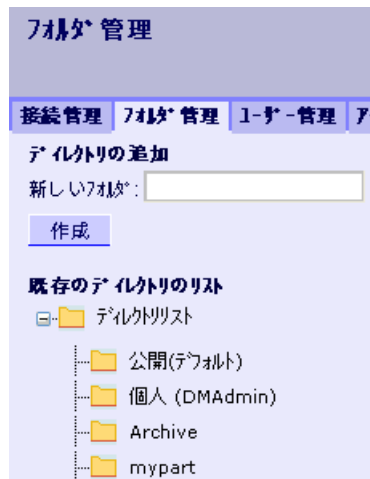 ﾌｫﾙﾀﾞ管理
接続管理 ﾌｫﾙﾀﾞ管理 ﾕｰｻﾞｰ管理 ｱ
ﾃﾞｨﾚｸﾄﾘの追加
新しいﾌｫﾙﾀﾞ:
作成
既存のﾃﾞｨﾚｸﾄﾘのﾘｽﾄ
ﾃﾞｨﾚｸﾄﾘﾘｽﾄ
公開(ﾃﾞﾌｫﾙﾄ)
個人 (DMAdmin)
Archive
mypart